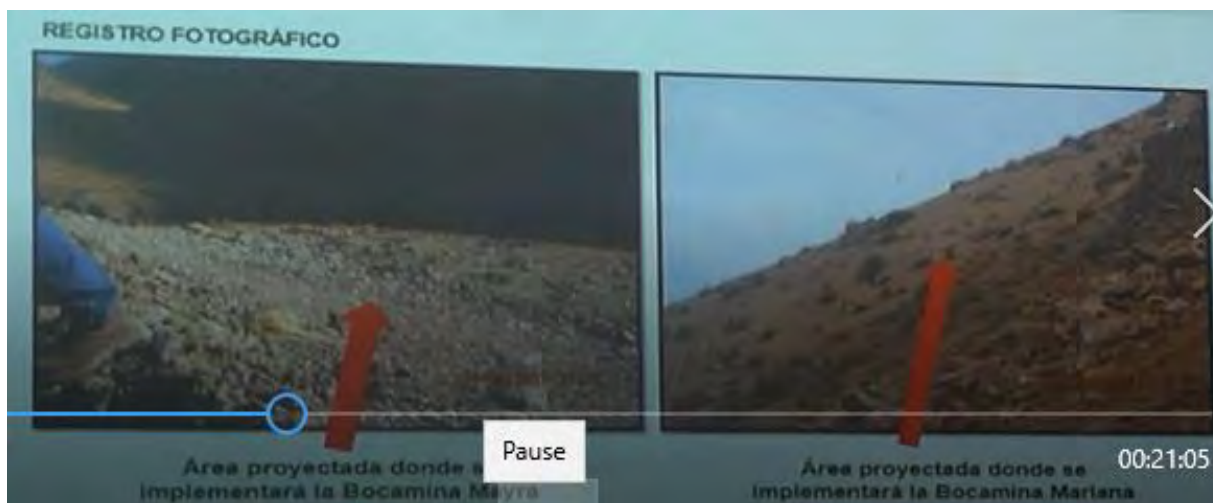 REGISTRO FOTOGRÁFICO
Área proyectada donde
implementará la Bocamina Mayra
Área proyectada donde se
implementará la Bocamina Mariana
Pause
00:21:05